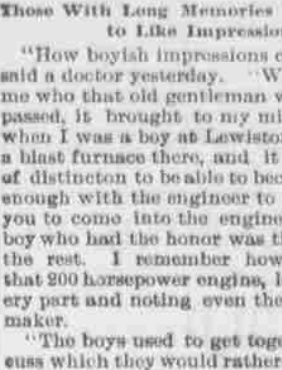 Those With Long Memories
to Like Impression
"How boyish impressions c
said a doctor yesterday. "W
me who that old gentleman w
passed, it brought to my mi
when I was a boy at Lewisto
a blast furnace there, and it
of distincton to be able to bec
enough with the engineer to
you to come into the engine
boy who had the honor was t
the rest. I remember how
that 200 horsepower engine, l
ery part and noting even the
maker.
"The boys used to get toge
cuss which they would rather